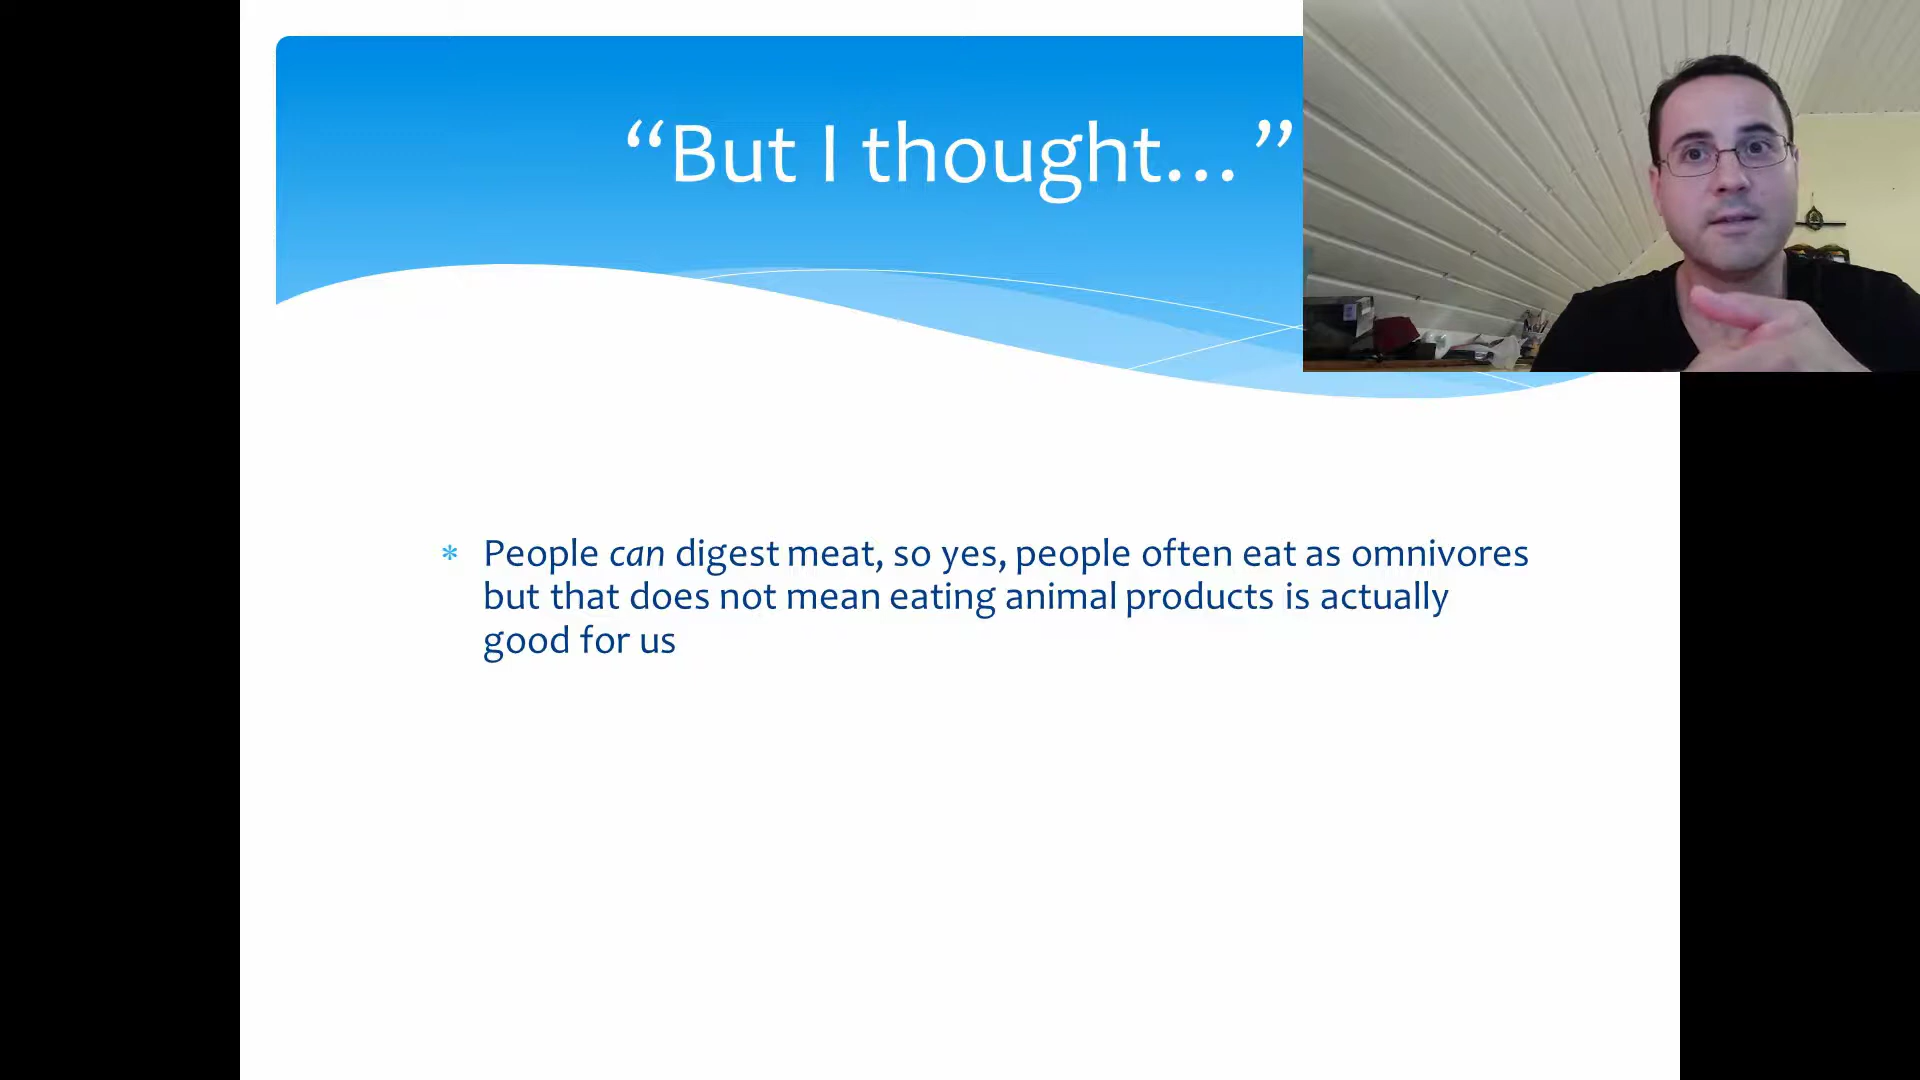 “But I thought…”
* People can digest meat, so yes, people often eat as omnivores
but that does not mean eating animal products is actually
good for us